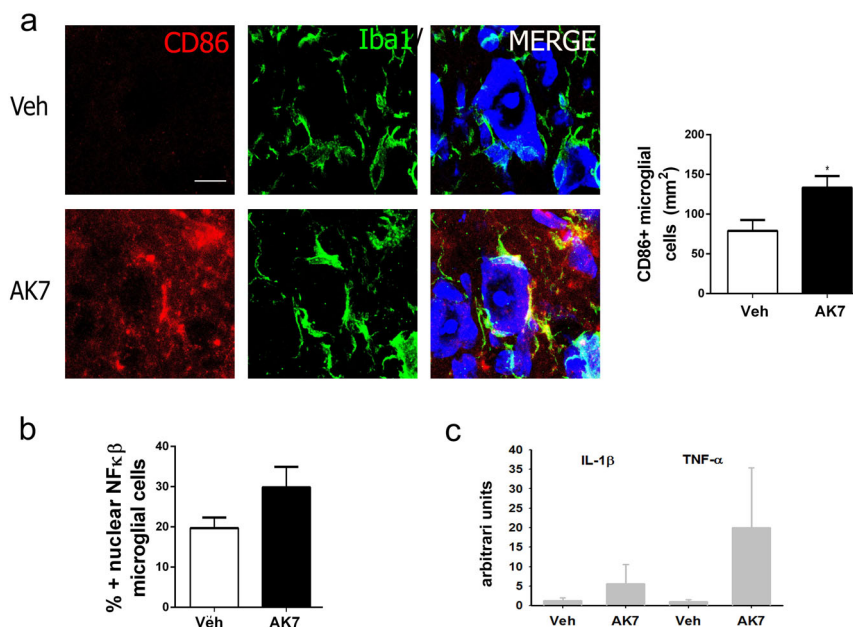 a
CD86
Iba1/
MERGE
Veh
AK7
CD86+ microglial
cells (mm²)
200
150
100
50
0
*
Veh
AK7
b
% + nuclear NFκβ
microglial cells
40
30
20
10
0
Veh
AK7
c
arbitrari units
40
35
30
25
20
15
10
5
0
IL-1β
TNF-α
Veh
AK7
Veh
AK7